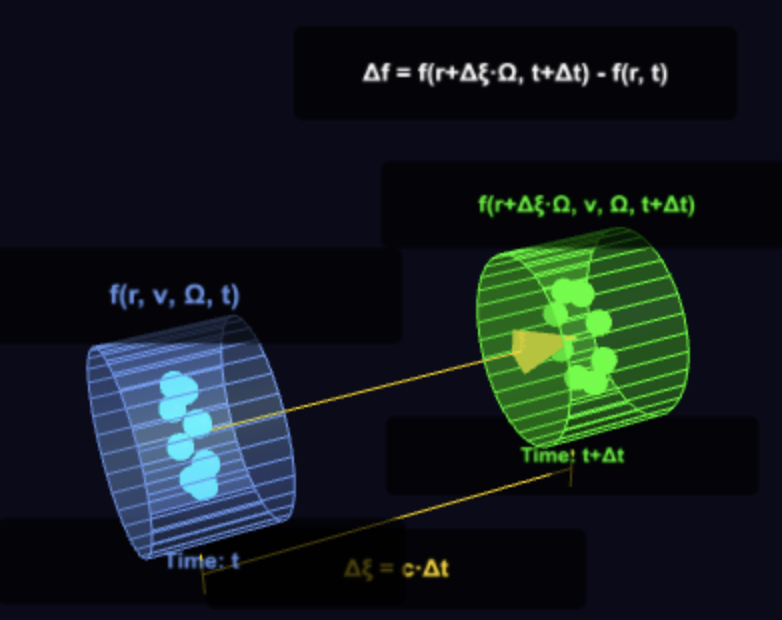 Δf = f(r+Δξ·Ω, t+Δt) - f(r, t)
f(r+Δξ·Ω, v, Ω, t+Δt)
f(r, v, Ω, t)
Time: t+Δt
Time: t
Δξ = c·Δt